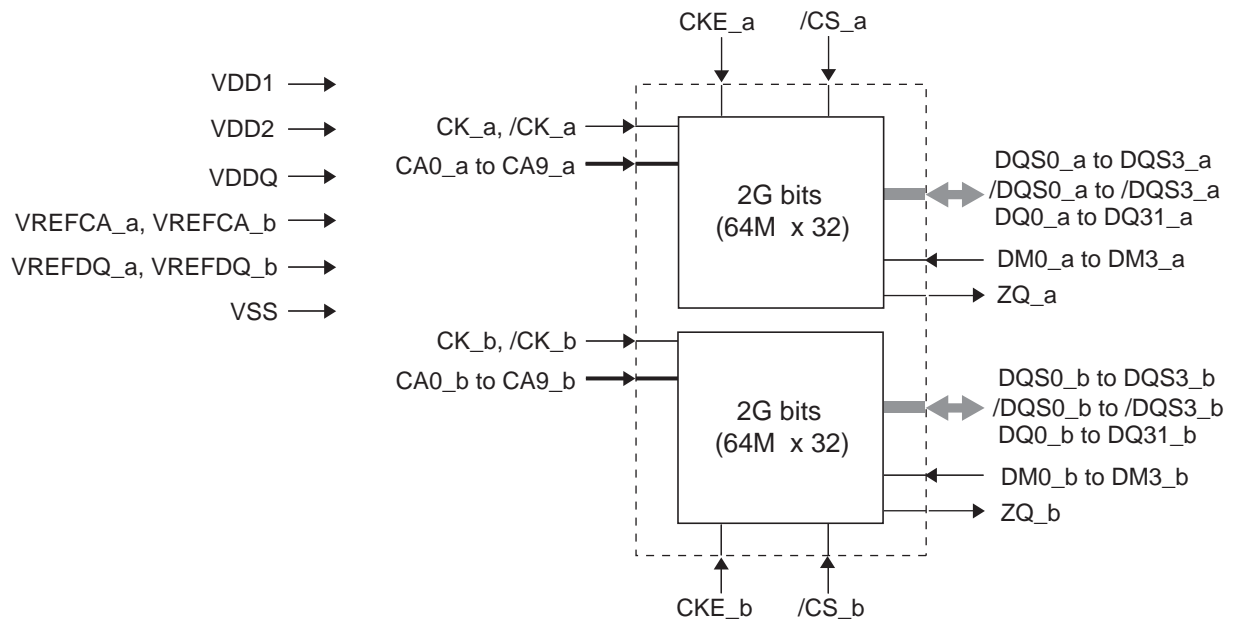 CKE_a
/CS_a
VDD1
VDD2
VDDQ
VREFCA_a, VREFCA_b
VREFDQ_a, VREFDQ_b
VSS
CK_a, /CK_a
CA0_a to CA9_a
2G bits
(64M x 32)
DQS0_a to DQS3_a
/DQS0_a to /DQS3_a
DQ0_a to DQ31_a
DM0_a to DM3_a
ZQ_a
CK_b, /CK_b
CA0_b to CA9_b
2G bits
(64M x 32)
DQS0_b to DQS3_b
/DQS0_b to /DQS3_b
DQ0_b to DQ31_b
DM0_b to DM3_b
ZQ_b
CKE_b
/CS_b